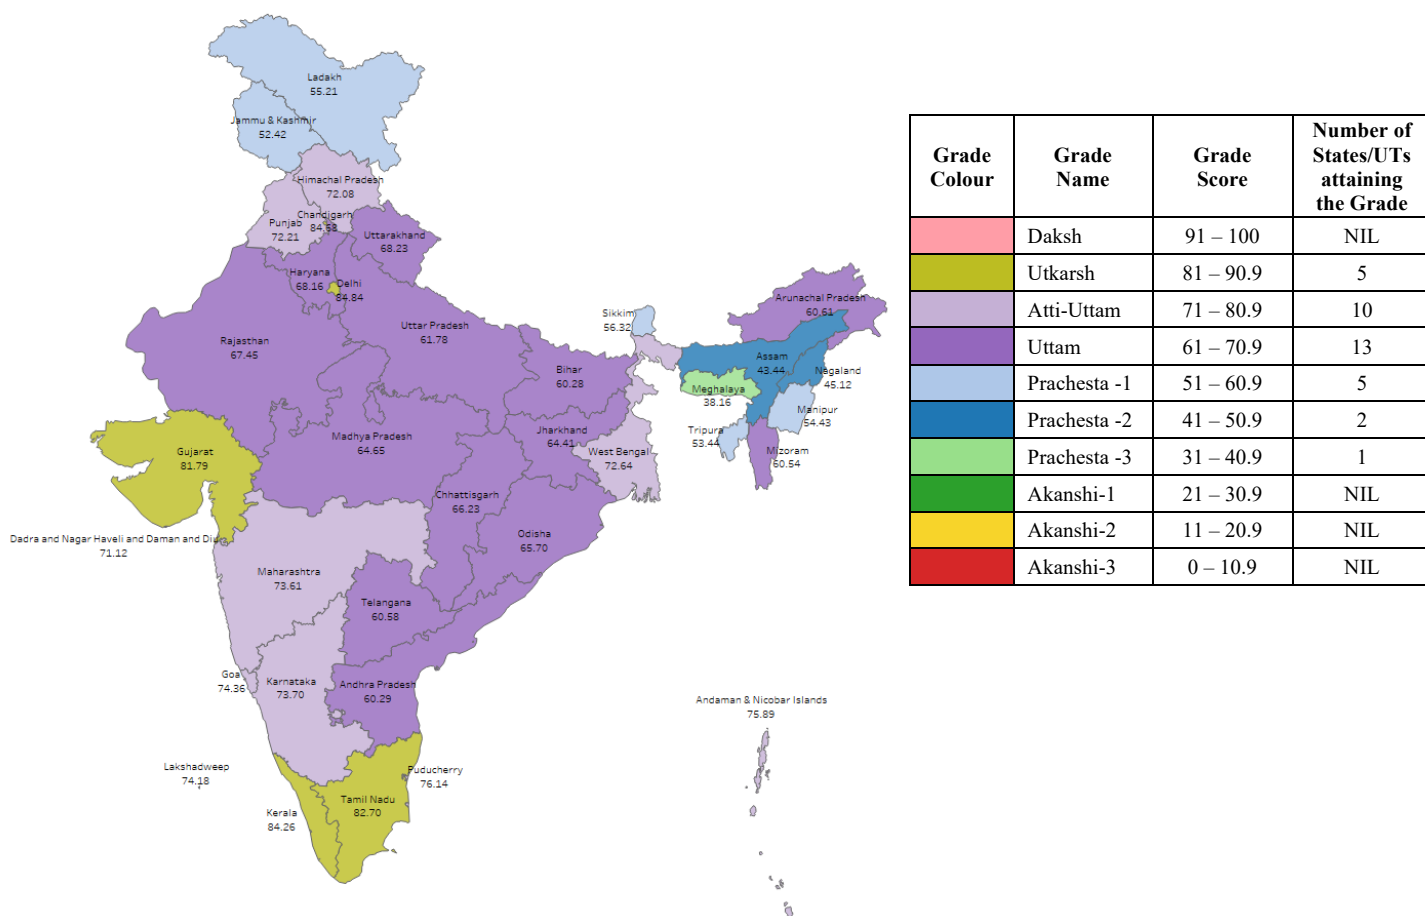 Ladakh
55.21
Jammu & Kashmir
52.42
Himachal Pradesh
72.08
Chandigarh
84.68
Punjab
72.21
Uttarakhand
68.23
Haryana
68.16
Delhi
84.84
Rajasthan
67.45
Uttar Pradesh
61.78
Sikkim
56.32
Arunachal Pradesh
60.61
Assam
43.44
Nagaland
45.12
Meghalaya
38.16
Manipur
54.43
Tripura
53.44
Mizoram
60.54
Bihar
60.28
Jharkhand
64.41
West Bengal
72.64
Madhya Pradesh
64.65
Gujarat
81.79
Chhattisgarh
66.23
Odisha
65.70
Dadra and Nagar Haveli and Daman and Diu
71.12
Maharashtra
73.61
Telangana
60.58
Goa
74.36
Karnataka
73.70
Andhra Pradesh
60.29
Andaman & Nicobar Islands
75.89
Lakshadweep
74.18
Puducherry
76.14
Tamil Nadu
82.70
Kerala
84.26
Grade Colour | Grade Name | Grade Score | Number of States/UTs attaining the Grade
Daksh 91 – 100 NIL
Utkarsh 81 – 90.9 5
Atti-Uttam 71 – 80.9 10
Uttam 61 – 70.9 13
Prachesta -1 51 – 60.9 5
Prachesta -2 41 – 50.9 2
Prachesta -3 31 – 40.9 1
Akanshi-1 21 – 30.9 NIL
Akanshi-2 11 – 20.9 NIL
Akanshi-3 0 – 10.9 NIL